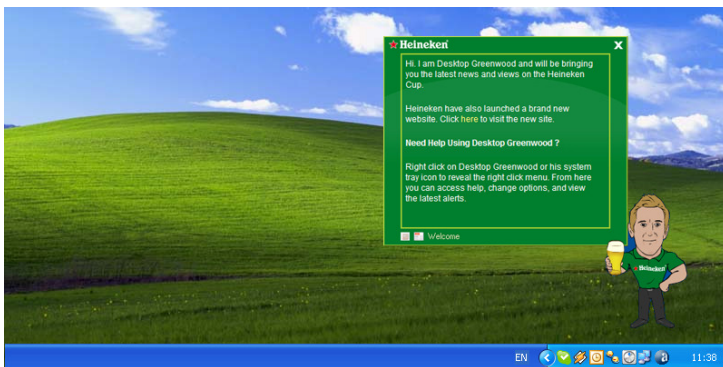 Heineken
X
Hi. I am Desktop Greenwood and will be bringing
you the latest news and views on the Heineken
Cup.
Heineken have also launched a brand new
website. Click here to visit the new site.
Need Help Using Desktop Greenwood ?
Right click on Desktop Greenwood or his system
tray icon to reveal the right click menu. From here
you can access help, change options, and view
the latest alerts.
Welcome
Heineken
EN
a
11:38